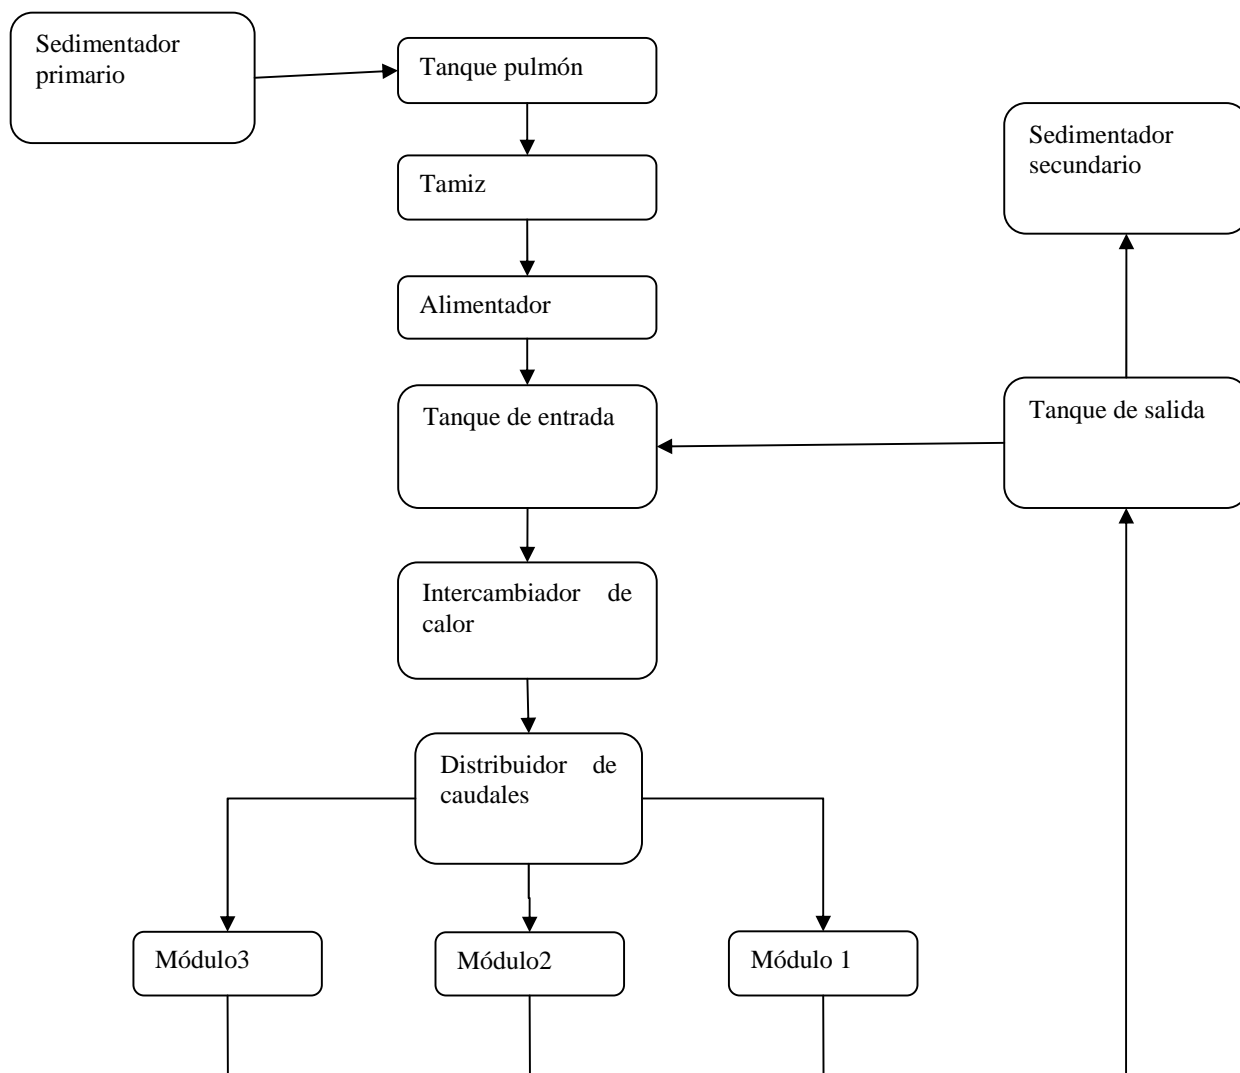 Sedimentador
primario
Tanque pulmón
Tamiz
Alimentador
Tanque de entrada
Intercambiador de
calor
Distribuidor de
caudales
Módulo3
Módulo2
Módulo 1
Tanque de salida
Sedimentador
secundario